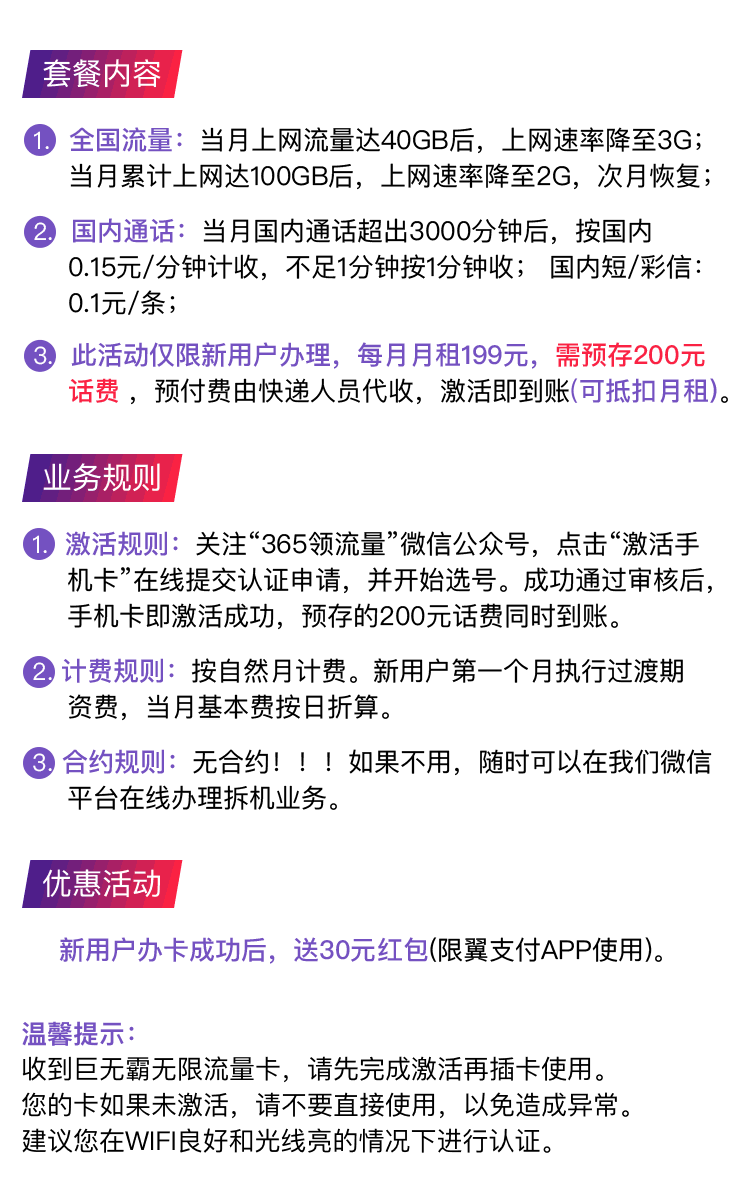 套餐内容
1. 全国流量：当月上网流量达40GB后，上网速率降至3G；
当月累计上网达100GB后，上网速率降至2G，次月恢复；
2. 国内通话：当月国内通话超出3000分钟后，按国内
0.15元/分钟计收，不足1分钟按1分钟收； 国内短/彩信：
0.1元/条；
3. 此活动仅限新用户办理，每月月租199元，需预存200元
话费 ，预付费由快递人员代收，激活即到账(可抵扣月租)。
业务规则
1. 激活规则：关注“365领流量”微信公众号，点击“激活手
机卡”在线提交认证申请，并开始选号。成功通过审核后，
手机卡即激活成功，预存的200元话费同时到账。
2. 计费规则：按自然月计费。新用户第一个月执行过渡期
资费，当月基本费按日折算。
3. 合约规则：无合约！！！如果不用，随时可以在我们微信
平台在线办理拆机业务。
优惠活动
新用户办卡成功后，送30元红包(限翼支付APP使用)。
温馨提示：
收到巨无霸无限流量卡，请先完成激活再插卡使用。
您的卡如果未激活，请不要直接使用，以免造成异常。
建议您在WIFI良好和光线亮的情况下进行认证。